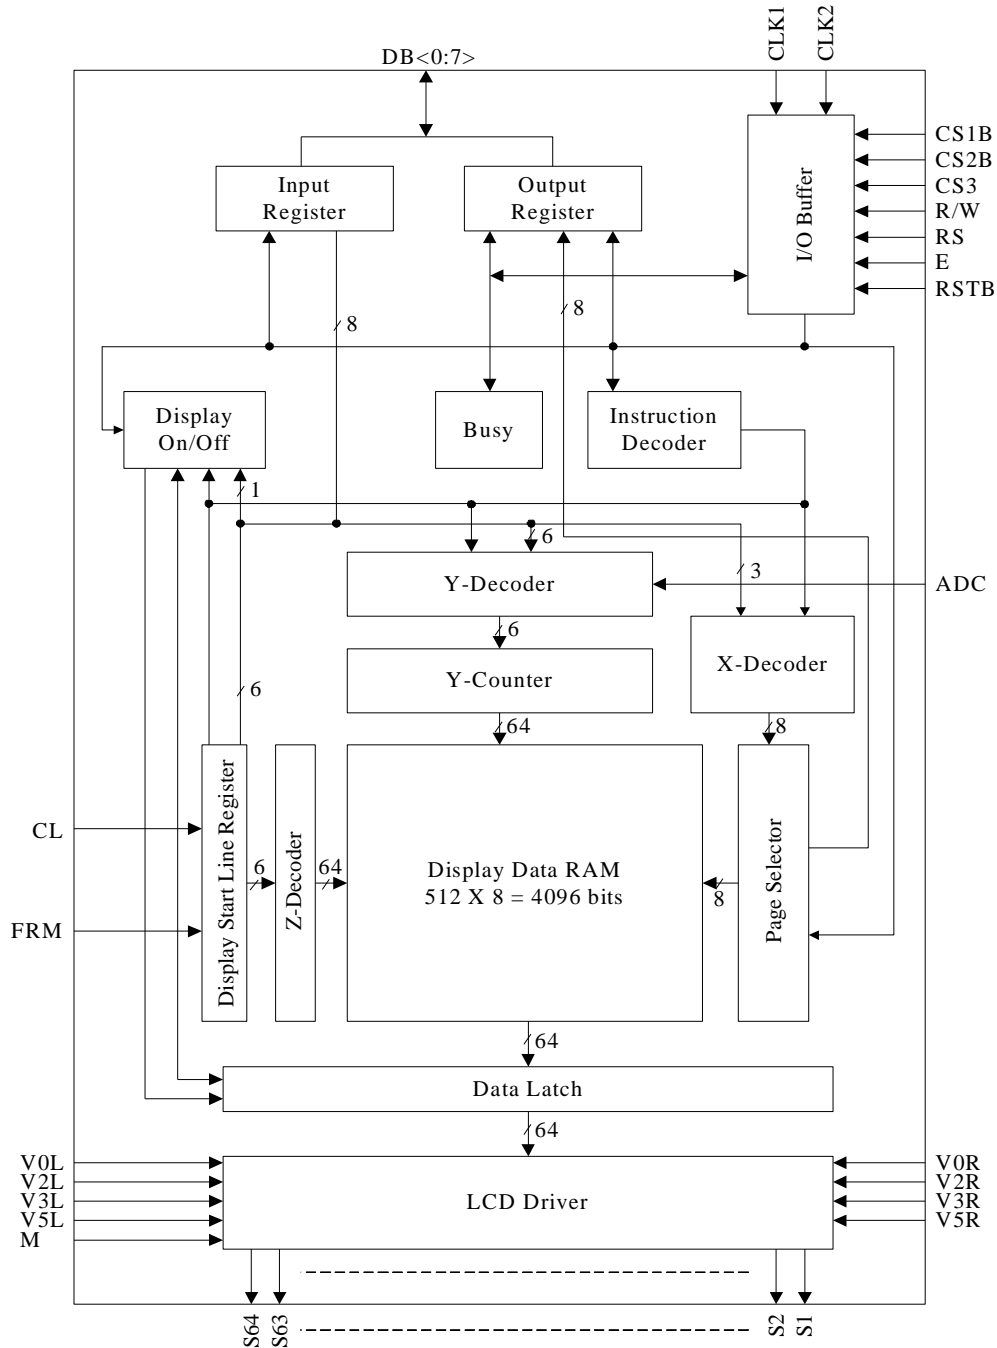 CLK1
CLK2
DB<0:7>
CS1B
CS2B
CS3
R/W
RS
E
RSTB
Input
Register
Output
Register
I/O Buffer
8
8
Display
On/Off
Busy
Instruction
Decoder
1
6
3
Y-Decoder
ADC
6
X-Decoder
Y-Counter
6
64
8
CL
FRM
Display Start Line Register
6
Z-Decoder
64
Display Data RAM
512 X 8 = 4096 bits
8
Page Selector
64
Data Latch
64
V0L
V2L
V3L
V5L
M
LCD Driver
V0R
V2R
V3R
V5R
S64
S63
S2
S1